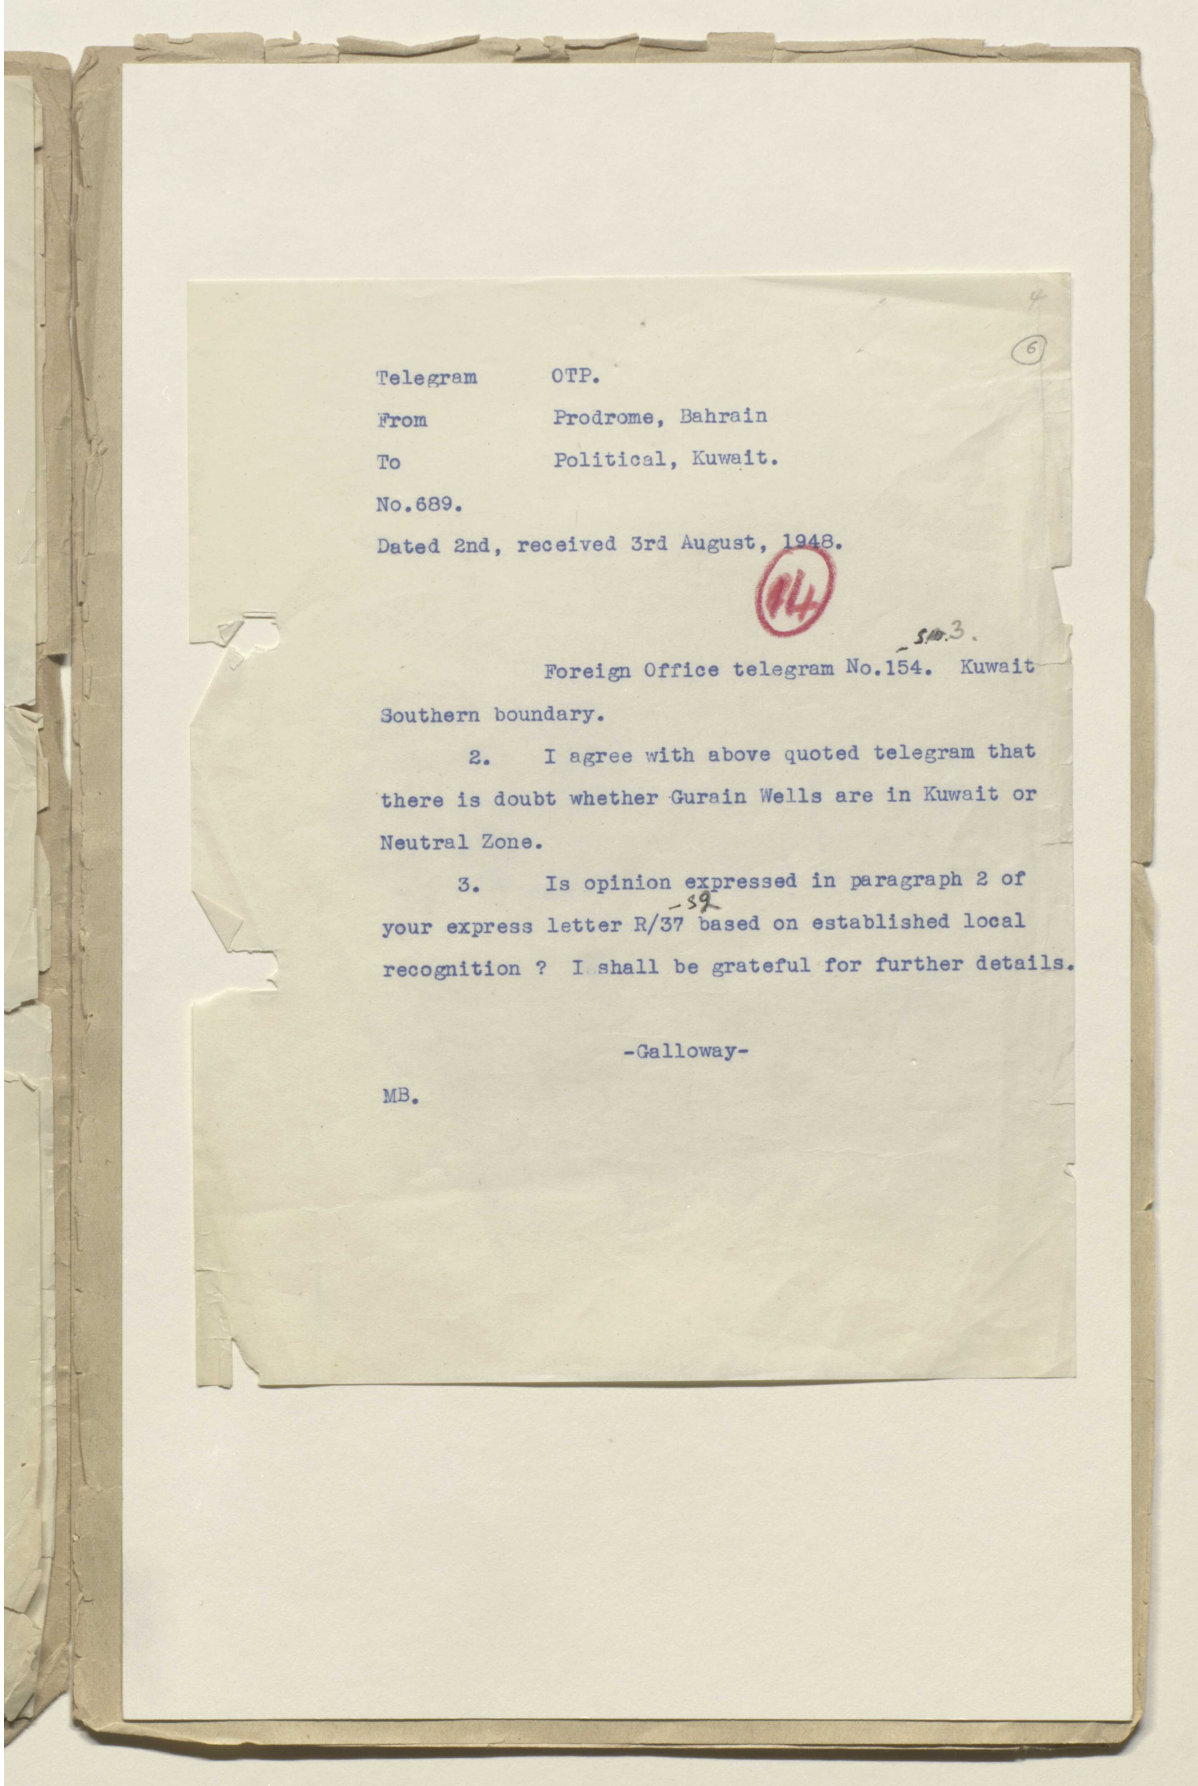 6
Telegram OTP.
From Prodrome, Bahrain
To Political, Kuwait.
No.689.
Dated 2nd, received 3rd August, 1948.
14
3.
Foreign Office telegram No.154. Kuwait
Southern boundary.
2. I agree with above quoted telegram that
there is doubt whether Gurain Wells are in Kuwait or
Neutral Zone.
3. Is opinion expressed in paragraph 2 of
your express letter R/37 based on established local
recognition ? I shall be grateful for further details.
-Galloway-
MB.